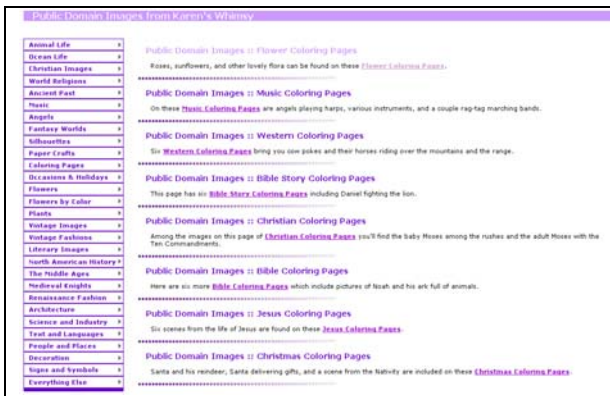 Public Domain Images from Karen's Whimsy
Animal Life
Ocean Life
Christian Images
World Religions
Ancient Past
Music
Angels
Fantasy Worlds
Silhouettes
Paper Crafts
Coloring Pages
Occasions & Holidays
Flowers
Flowers by Color
Plants
Vintage Images
Vintage Fashions
Literary Images
North American History
The Middle Ages
Medieval Knights
Renaissance Fashion
Architecture
Science and Industry
Text and Languages
People and Places
Decoration
Signs and Symbols
Everything Else
Public Domain Images :: Flower Coloring Pages
Roses, sunflowers, and other lovely flora can be found on these Flower Coloring Pages.
Public Domain Images :: Music Coloring Pages
On these Music Coloring Pages are angels playing harps, various instruments, and a couple rag-tag marching bands.
Public Domain Images :: Western Coloring Pages
Six Western Coloring Pages bring you cow pokes and their horses riding over the mountains and the range.
Public Domain Images :: Bible Story Coloring Pages
This page has six Bible Story Coloring Pages including Daniel fighting the lion.
Public Domain Images :: Christian Coloring Pages
Among the images on this page of Christian Coloring Pages you'll find the baby Moses among the rushes and the adult Moses with the
Ten Commandments.
Public Domain Images :: Bible Coloring Pages
Here are six more Bible Coloring Pages which include pictures of Noah and his ark full of animals.
Public Domain Images :: Jesus Coloring Pages
Six scenes from the life of Jesus are found on these Jesus Coloring Pages.
Public Domain Images :: Christmas Coloring Pages
Santa and his reindeer, Santa delivering gifts, and a scene from the Nativity are included on these Christmas Coloring Pages.